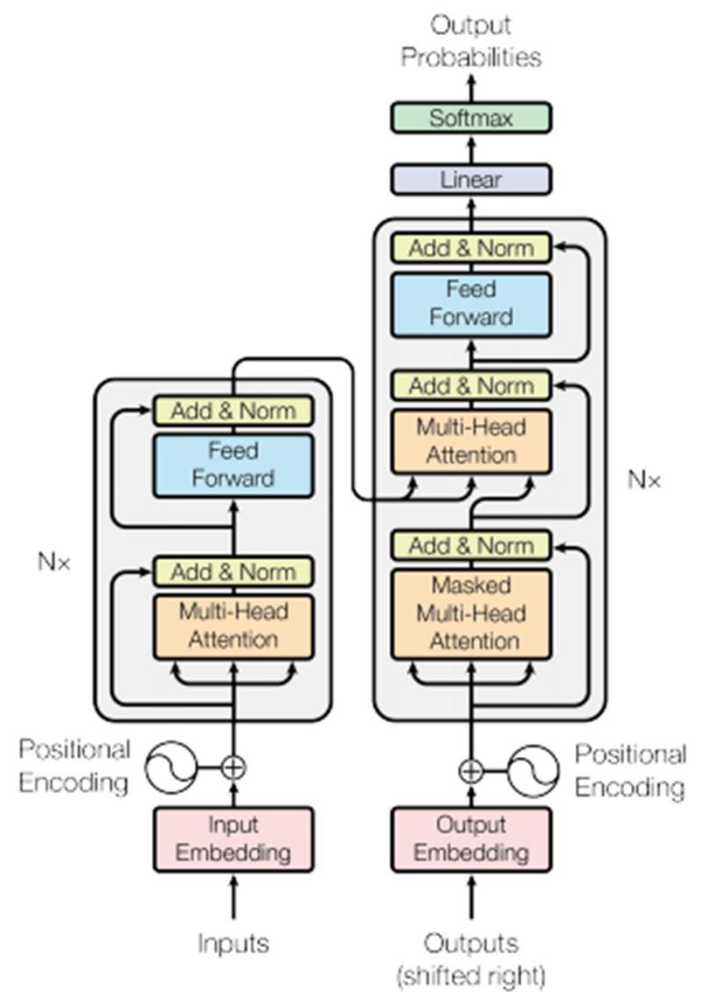 Output
Probabilities
Softmax
Linear
Add & Norm
Feed
Forward
Add & Norm
Multi-Head
Attention
Add & Norm
Masked
Multi-Head
Attention
Nx
Add & Norm
Feed
Forward
Add & Norm
Multi-Head
Attention
Nx
Positional
Encoding
Positional
Encoding
Input
Embedding
Output
Embedding
Inputs
Outputs
(shifted right)